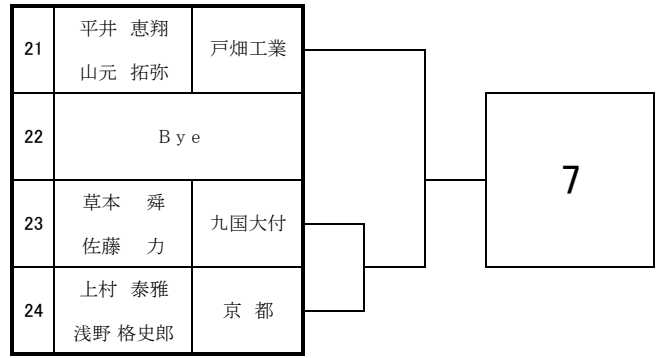 21 平井 恵翔 山元 拓弥 戸畑工業
22 Bye
23 草本 舜 佐藤 力 九国大付
24 上村 泰雅 浅野 格史郎 京 都
7